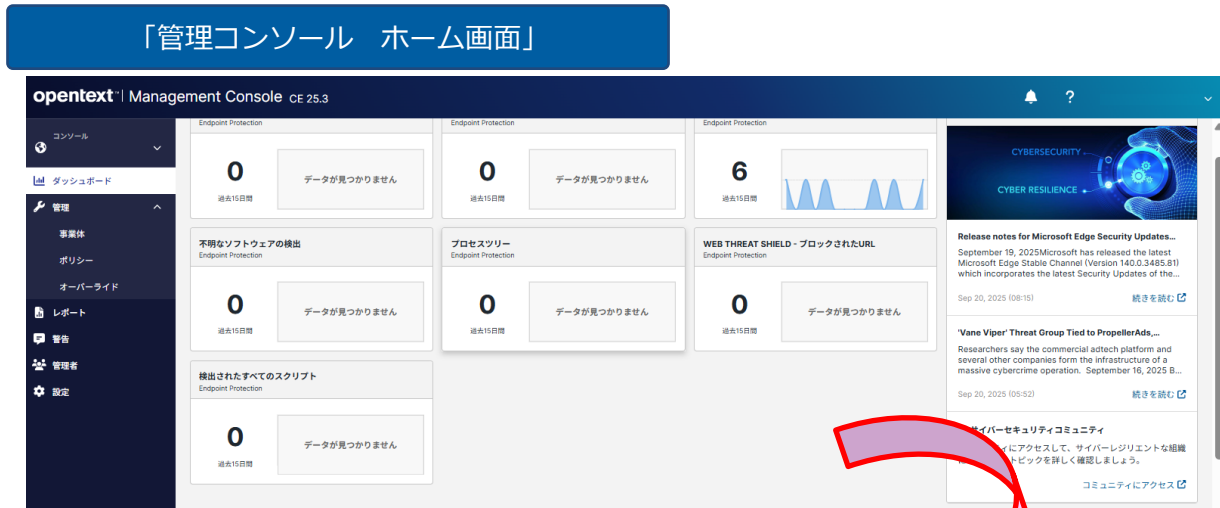 「管理コンソール　ホーム画面」
opentext™ | Management Console CE 25.3
?
コンソール
ダッシュボード
管理
事業体
ポリシー
オーバーライド
レポート
警告
管理者
設定
Endpoint Protection
0
過去15日間
データが見つかりません
Endpoint Protection
0
過去15日間
データが見つかりません
Endpoint Protection
6
過去15日間
不明なソフトウェアの検出
Endpoint Protection
0
過去15日間
データが見つかりません
プロセスツリー
Endpoint Protection
0
過去15日間
データが見つかりません
WEB THREAT SHIELD - ブロックされたURL
Endpoint Protection
0
過去15日間
データが見つかりません
検出されたすべてのスクリプト
Endpoint Protection
0
過去15日間
データが見つかりません
CYBERSECURITY
CYBER RESILIENCE
Release notes for Microsoft Edge Security Updates...
September 19, 2025Microsoft has released the latest
Microsoft Edge Stable Channel (Version 140.0.3485.81)
which incorporates the latest Security Updates of the...
Sep 20, 2025 (08:15)
続きを読む
'Vane Viper' Threat Group Tied to PropellerAds,...
Researchers say the commercial adtech platform and
several other companies form the infrastructure of a
massive cybercrime operation. September 16, 2025 B...
Sep 20, 2025 (05:52)
続きを読む
サイバーセキュリティコミュニティ
ィにアクセスして、サイバーレジリエントな組織
トピックを詳しく確認しましょう。
コミュニティにアクセス